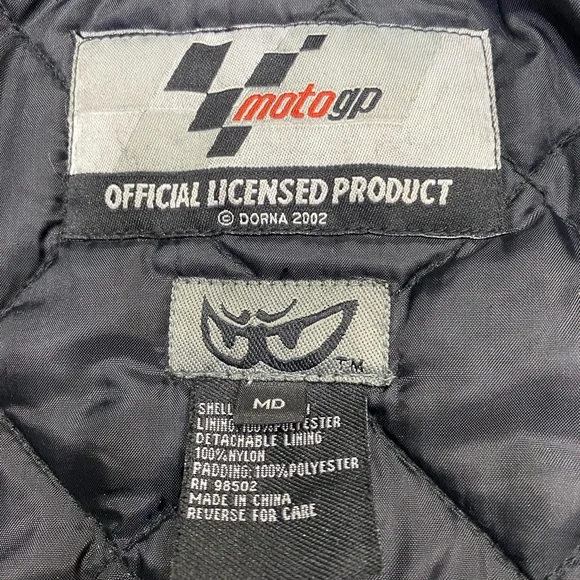 motogp
OFFICIAL LICENSED PRODUCT
© DORNA 2002
TM
MD
SHELL
LINING:100%POLYESTER
DETACHABLE LINING
100%NYLON
PADDING:100%POLYESTER
RN 98502
MADE IN CHINA
REVERSE FOR CARE